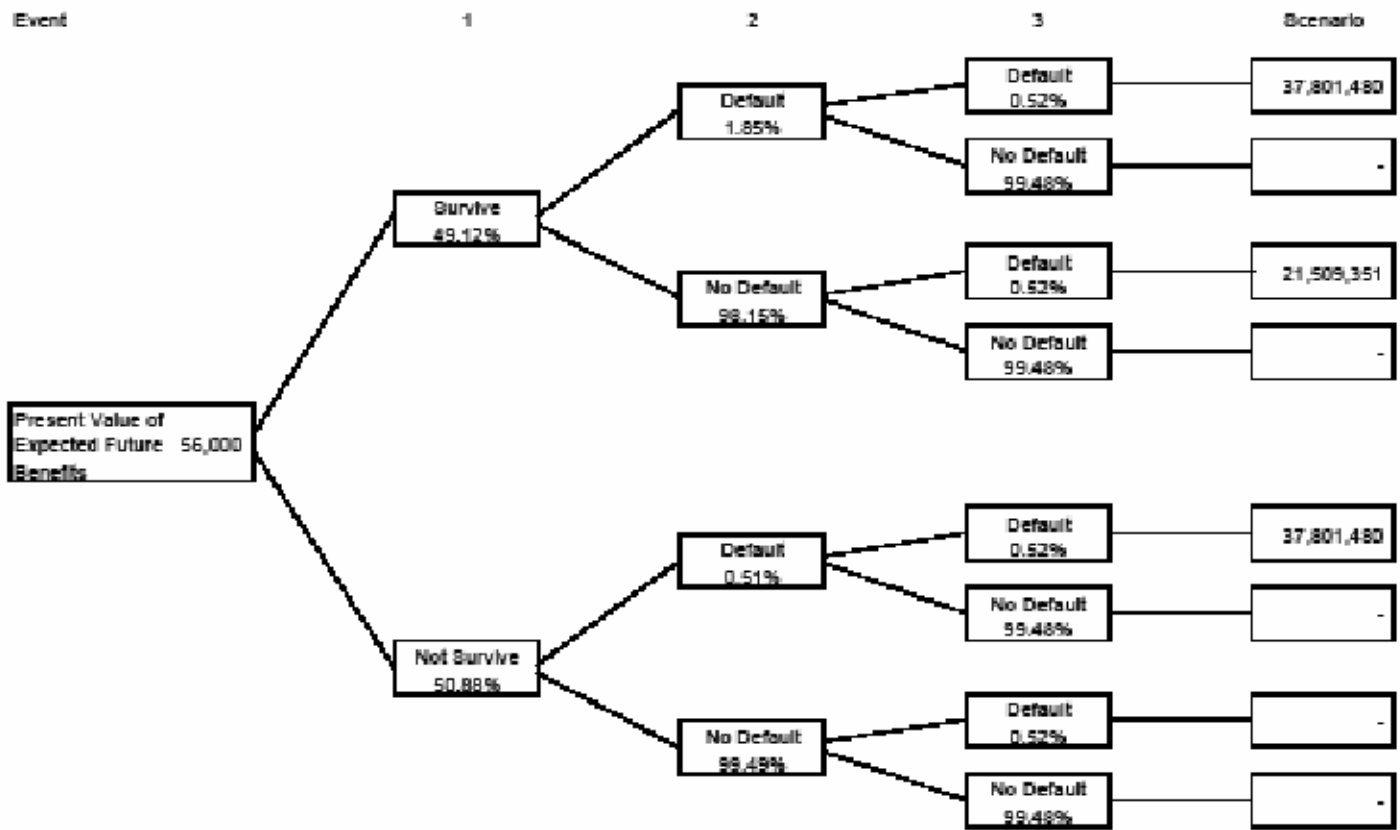 Event 1 2 3 Scenario
Default
0.52%
37,801,480
Default
1.85%
No Default
99.48%
-
Survive
49.12%
Default
0.52%
21,509,351
No Default
98.15%
No Default
99.48%
-
Present Value of
Expected Future 56,000
Benefits
Default
0.52%
37,801,480
Default
0.51%
No Default
99.48%
-
Not Survive
50.88%
Default
0.52%
-
No Default
99.49%
No Default
99.48%
-